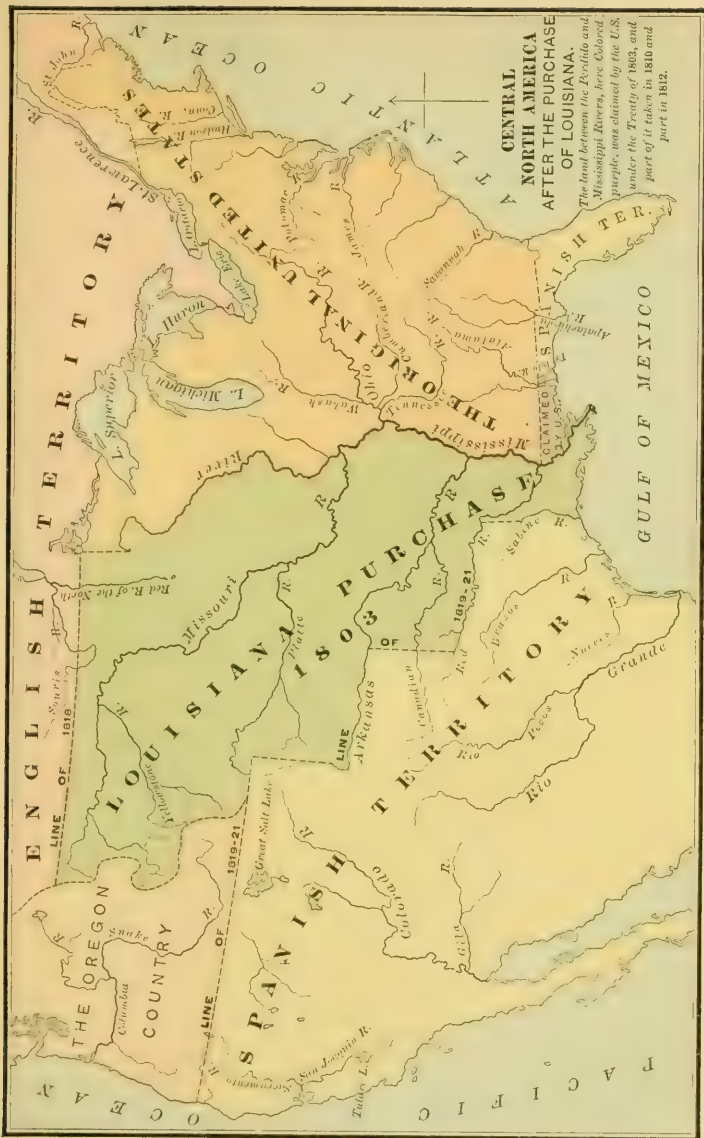 CENTRAL
NORTH AMERICA
AFTER THE PURCHASE
OF LOUISIANA.
The land between the Perdido and
Mississippi Rivers, here Colored
purple, was claimed by the U.S.
under the Treaty of 1803, and
part of it taken in 1810 and
part in 1812.
ENGLISH TERRITORY
THE ORIGINAL UNITED STATES
LOUISIANA PURCHASE
1803
SPANISH TERRITORY
THE OREGON
COUNTRY
SPANISH TER.
CLAIMED
BY U.S.
ATLANTIC OCEAN
PACIFIC OCEAN
GULF OF MEXICO
LINE OF 1818
LINE OF 1819-21
LINE OF 1819-21
St. John R.
St. Lawrence R.
Conn. R.
Hudson R.
L. Ontario
Lake Erie
L. Huron
L. Michigan
L. Superior
Potomac
James R.
Savannah R.
Ohio R.
Cumberland R.
Tennessee R.
Wabash R.
Alabama R.
Apalachicola R.
Mississippi River
Red R. of the North
Souris R.
Missouri R.
Yellowstone R.
Platte R.
Arkansas R.
Canadian R.
Red R.
Sabine R.
Brazos R.
Nueces R.
Rio Pecos
Rio Grande
Great Salt Lake
Colorado R.
Gila R.
Snake R.
Columbia R.
Sacramento R.
San Joaquin R.
Tulare L.